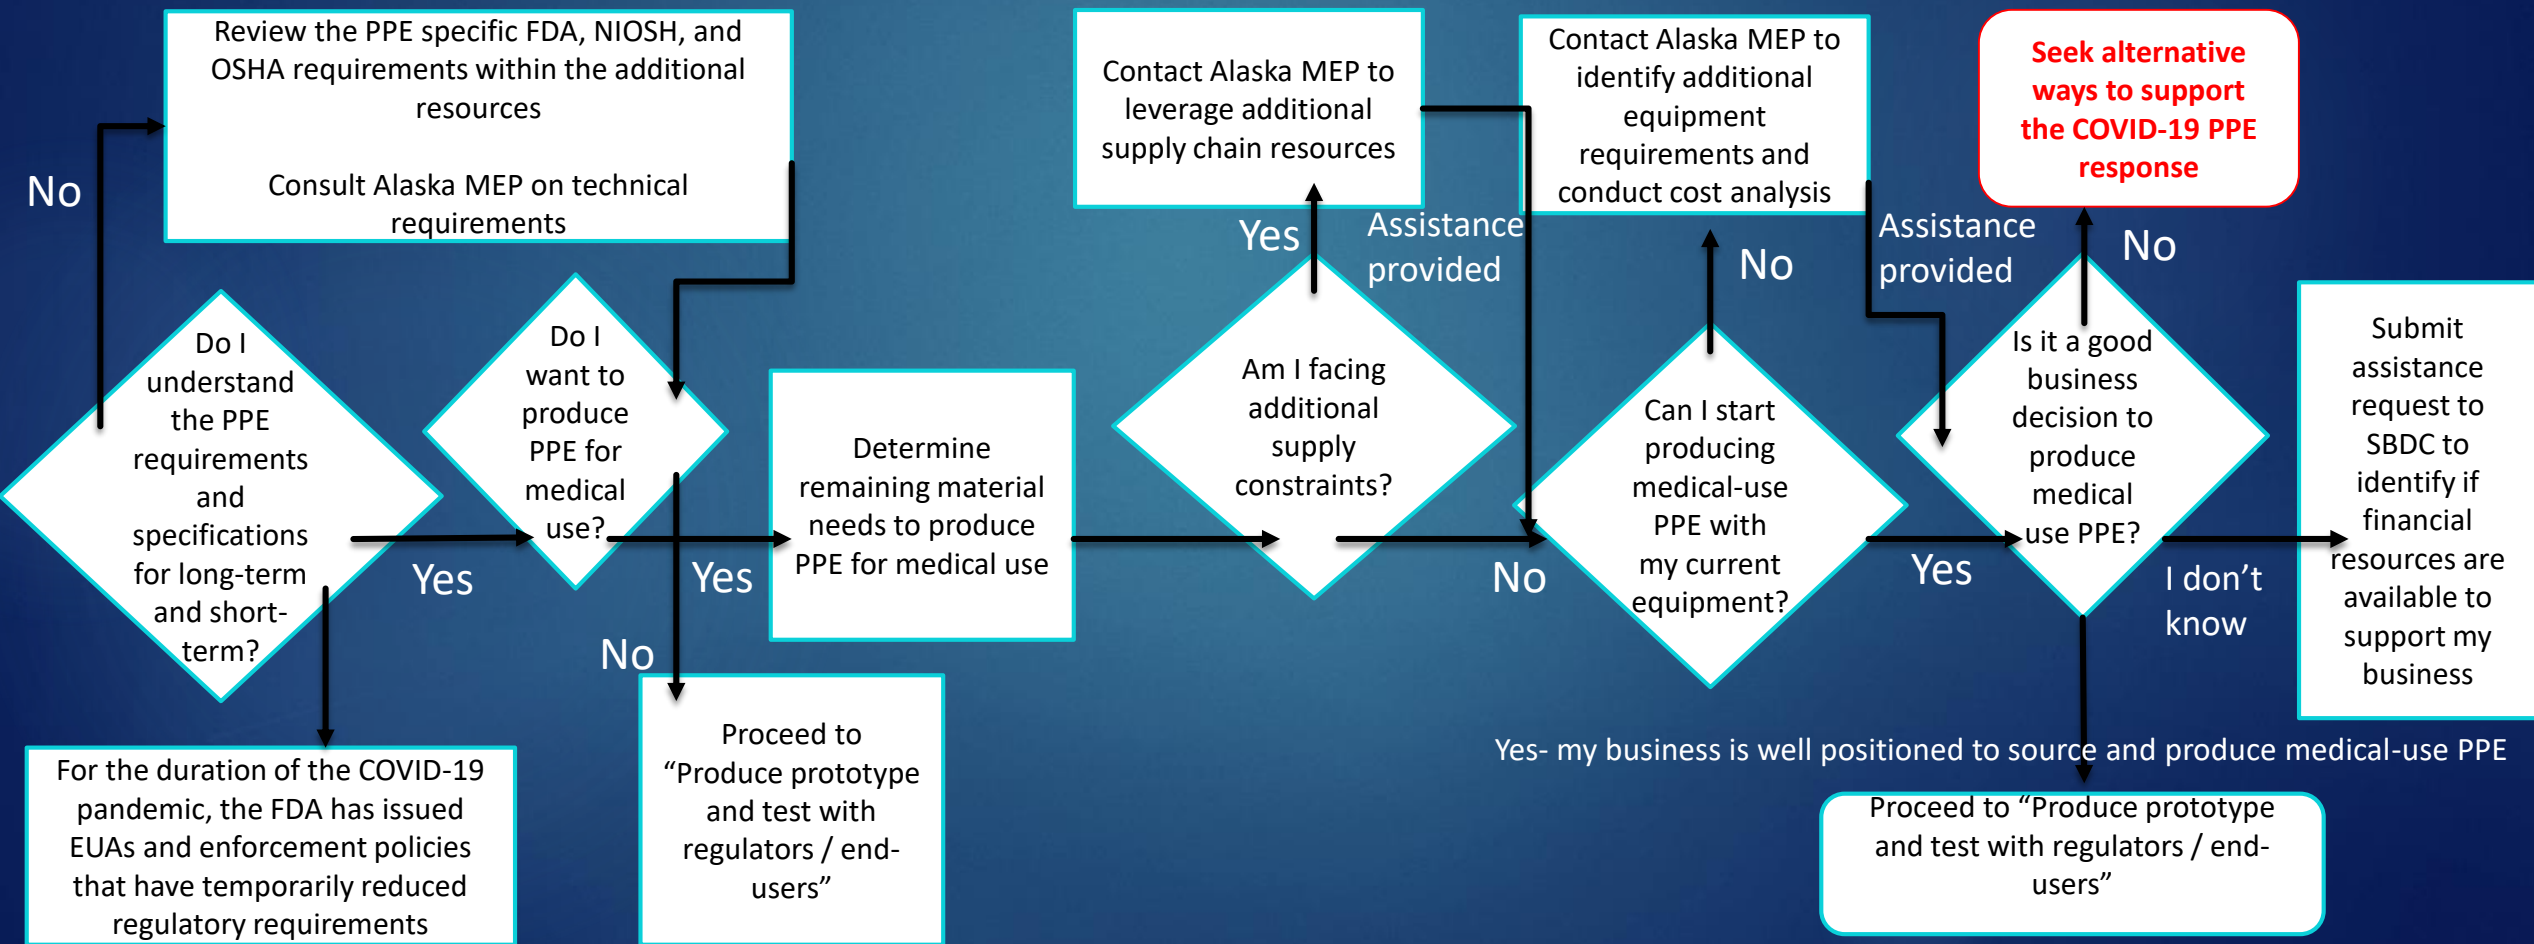 Review the PPE specific FDA, NIOSH, and
OSHA requirements within the additional
resources
Consult Alaska MEP on technical
requirements
No
Do I
understand
the PPE
requirements
and
specifications
for long-term
and short-
term?
Yes
For the duration of the COVID-19
pandemic, the FDA has issued
EUAs and enforcement policies
that have temporarily reduced
regulatory requirements
Do I
want to
produce
PPE for
medical
use?
Yes
No
Proceed to
“Produce prototype
and test with
regulators / end-
users”
Determine
remaining material
needs to produce
PPE for medical use
Contact Alaska MEP to
leverage additional
supply chain resources
Yes
Assistance
provided
Am I facing
additional
supply
constraints?
No
Contact Alaska MEP to
identify additional
equipment
requirements and
conduct cost analysis
No
Assistance
provided
Can I start
producing
medical-use
PPE with
my current
equipment?
Yes
Seek alternative
ways to support
the COVID-19 PPE
response
No
Is it a good
business
decision to
produce
medical
use PPE?
I don’t
know
Submit
assistance
request to
SBDC to
identify if
financial
resources are
available to
support my
business
Yes- my business is well positioned to source and produce medical-use PPE
Proceed to “Produce prototype
and test with regulators / end-
users”